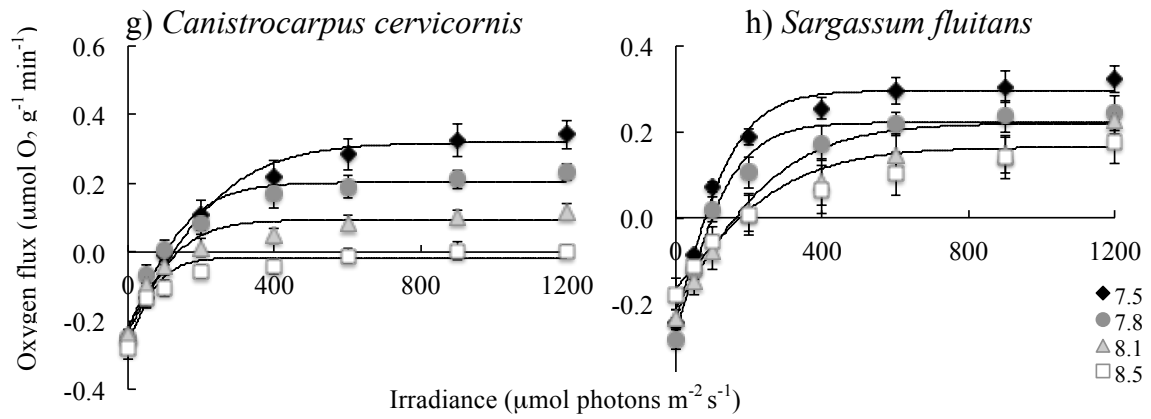 g) Canistrocarpus cervicornis
h) Sargassum fluitans
Oxygen flux (µmol O₂, g⁻¹ min⁻¹)
0.6
0.4
0.2
0.0
-0.2
-0.4
0 400 800 1200
0.4
0.2
0.0
-0.2
0 400 800 1200
7.5
7.8
8.1
8.5
Irradiance (µmol photons m⁻² s⁻¹)